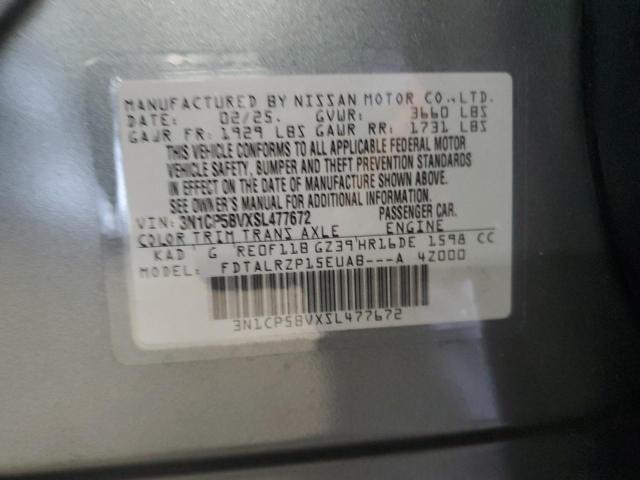 MANUFACTURED BY NISSAN MOTOR CO.,LTD.
DATE: 02/25. GVWR: 3660 LBS
GAWR FR: 1929 LBS GAWR RR: 1731 LBS
THIS VEHICLE CONFORMS TO ALL APPLICABLE FEDERAL MOTOR
VEHICLE SAFETY, BUMPER AND THEFT PREVENTION STANDARDS
IN EFFECT ON THE DATE OF MANUFACTURE SHOWN ABOVE.
SEE OWNER'S MANUAL FOR ADDITIONAL INFORMATION.
VIN: 3N1CP5BVXSL477672 PASSENGER CAR.
COLOR TRIM TRANS AXLE ENGINE
KAD G RE0F11B GZ39 HR16DE 1598 CC
MODEL: FDTALRZP15EUAB---A 4Z000
3N1CP5BVXSL477672